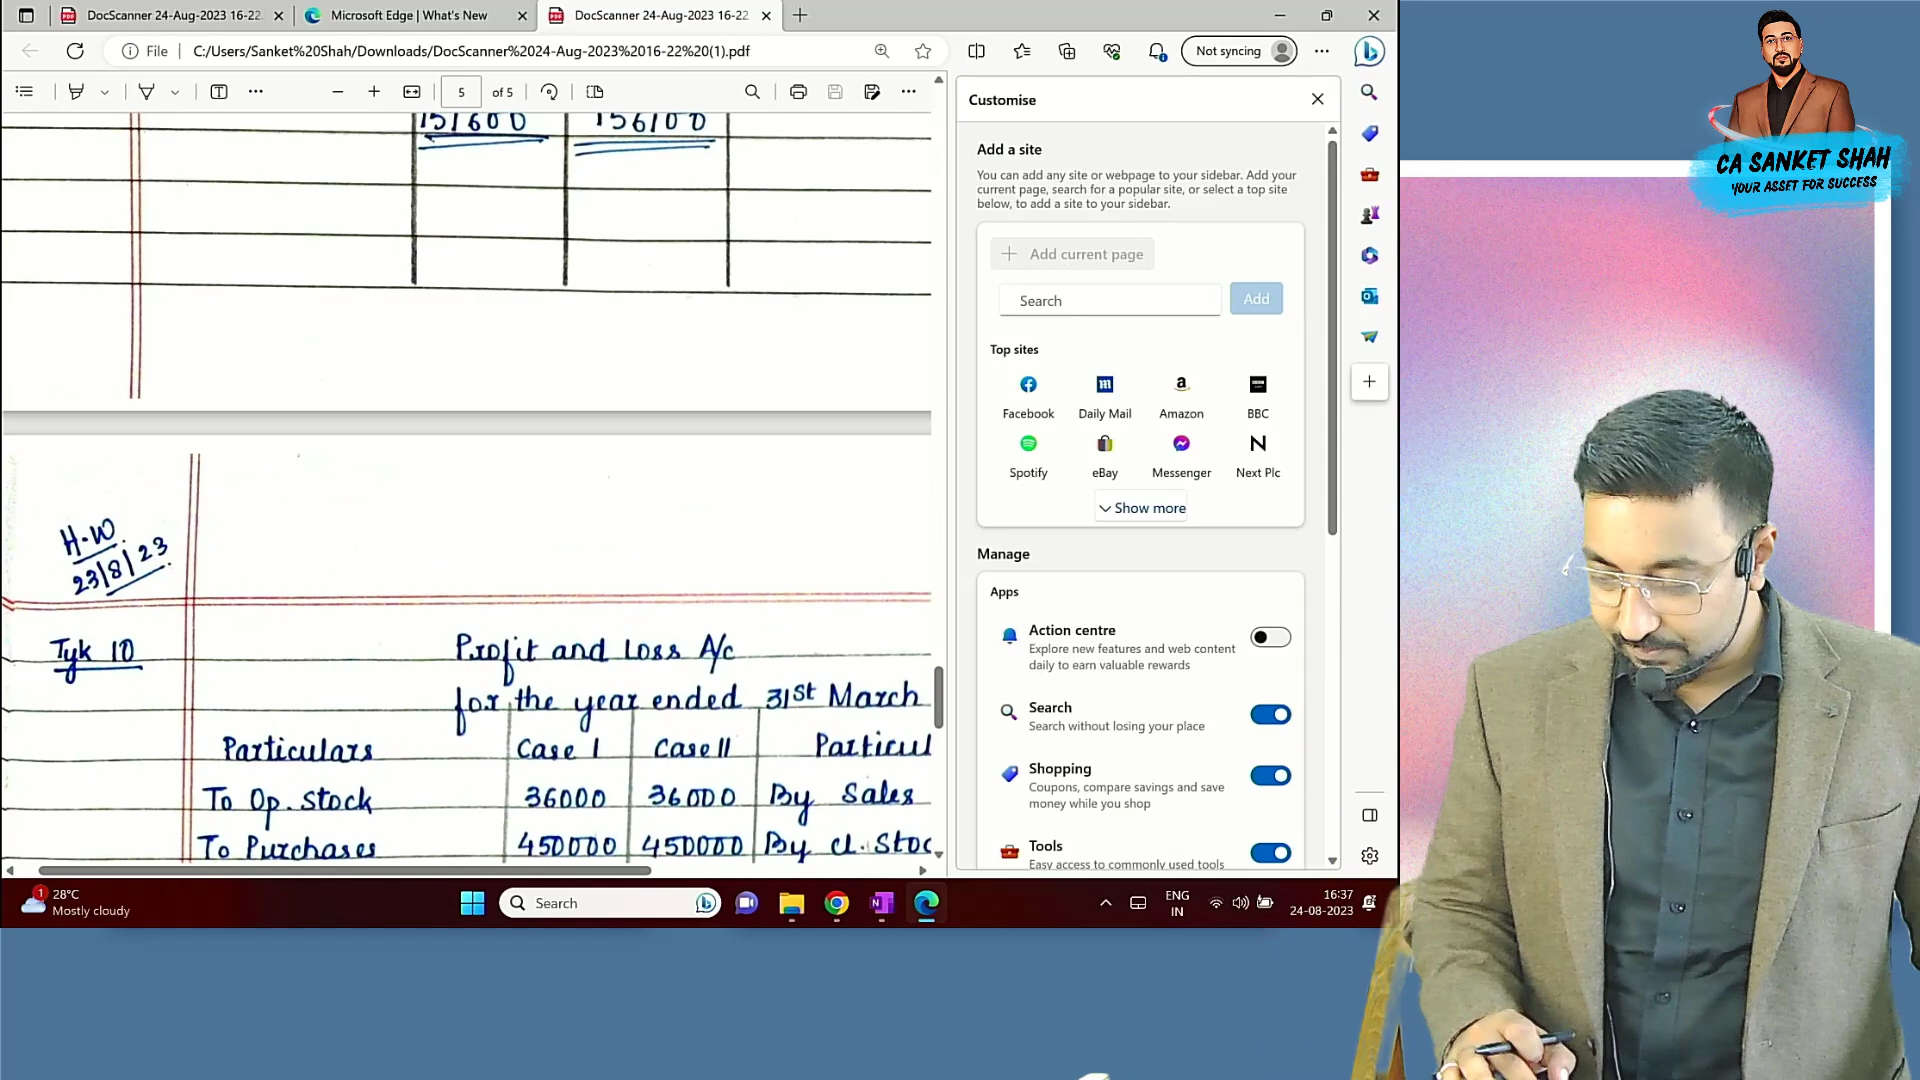 DocScanner 24-Aug-2023 16-22
Microsoft Edge | What's New
DocScanner 24-Aug-2023 16-22
File
C:/Users/Sanket%20Shah/Downloads/DocScanner%2024-Aug-2023%2016-22%20(1).pdf
Not syncing
5 of 5
151600 156100
H.W
23/8/23
Tyk 10
Profit and Loss A/c
for the year ended 31st March
Particulars Case I Case II Particul
To Op. Stock 36000 36000 By Sales
To Purchases 450000 450000 By Cl. Stoc
Customise
Add a site
You can add any site or webpage to your sidebar. Add your
current page, search for a popular site, or select a top site
below, to add a site to your sidebar.
Add current page
Search
Add
Top sites
Facebook Daily Mail Amazon BBC
Spotify eBay Messenger Next Plc
Show more
Manage
Apps
Action centre
Explore new features and web content
daily to earn valuable rewards
Search
Search without losing your place
Shopping
Coupons, compare savings and save
money while you shop
Tools
Easy access to commonly used tools
1
28°C
Mostly cloudy
Search
ENG
IN
16:37
24-08-2023
CA SANKET SHAH
YOUR ASSET FOR SUCCESS